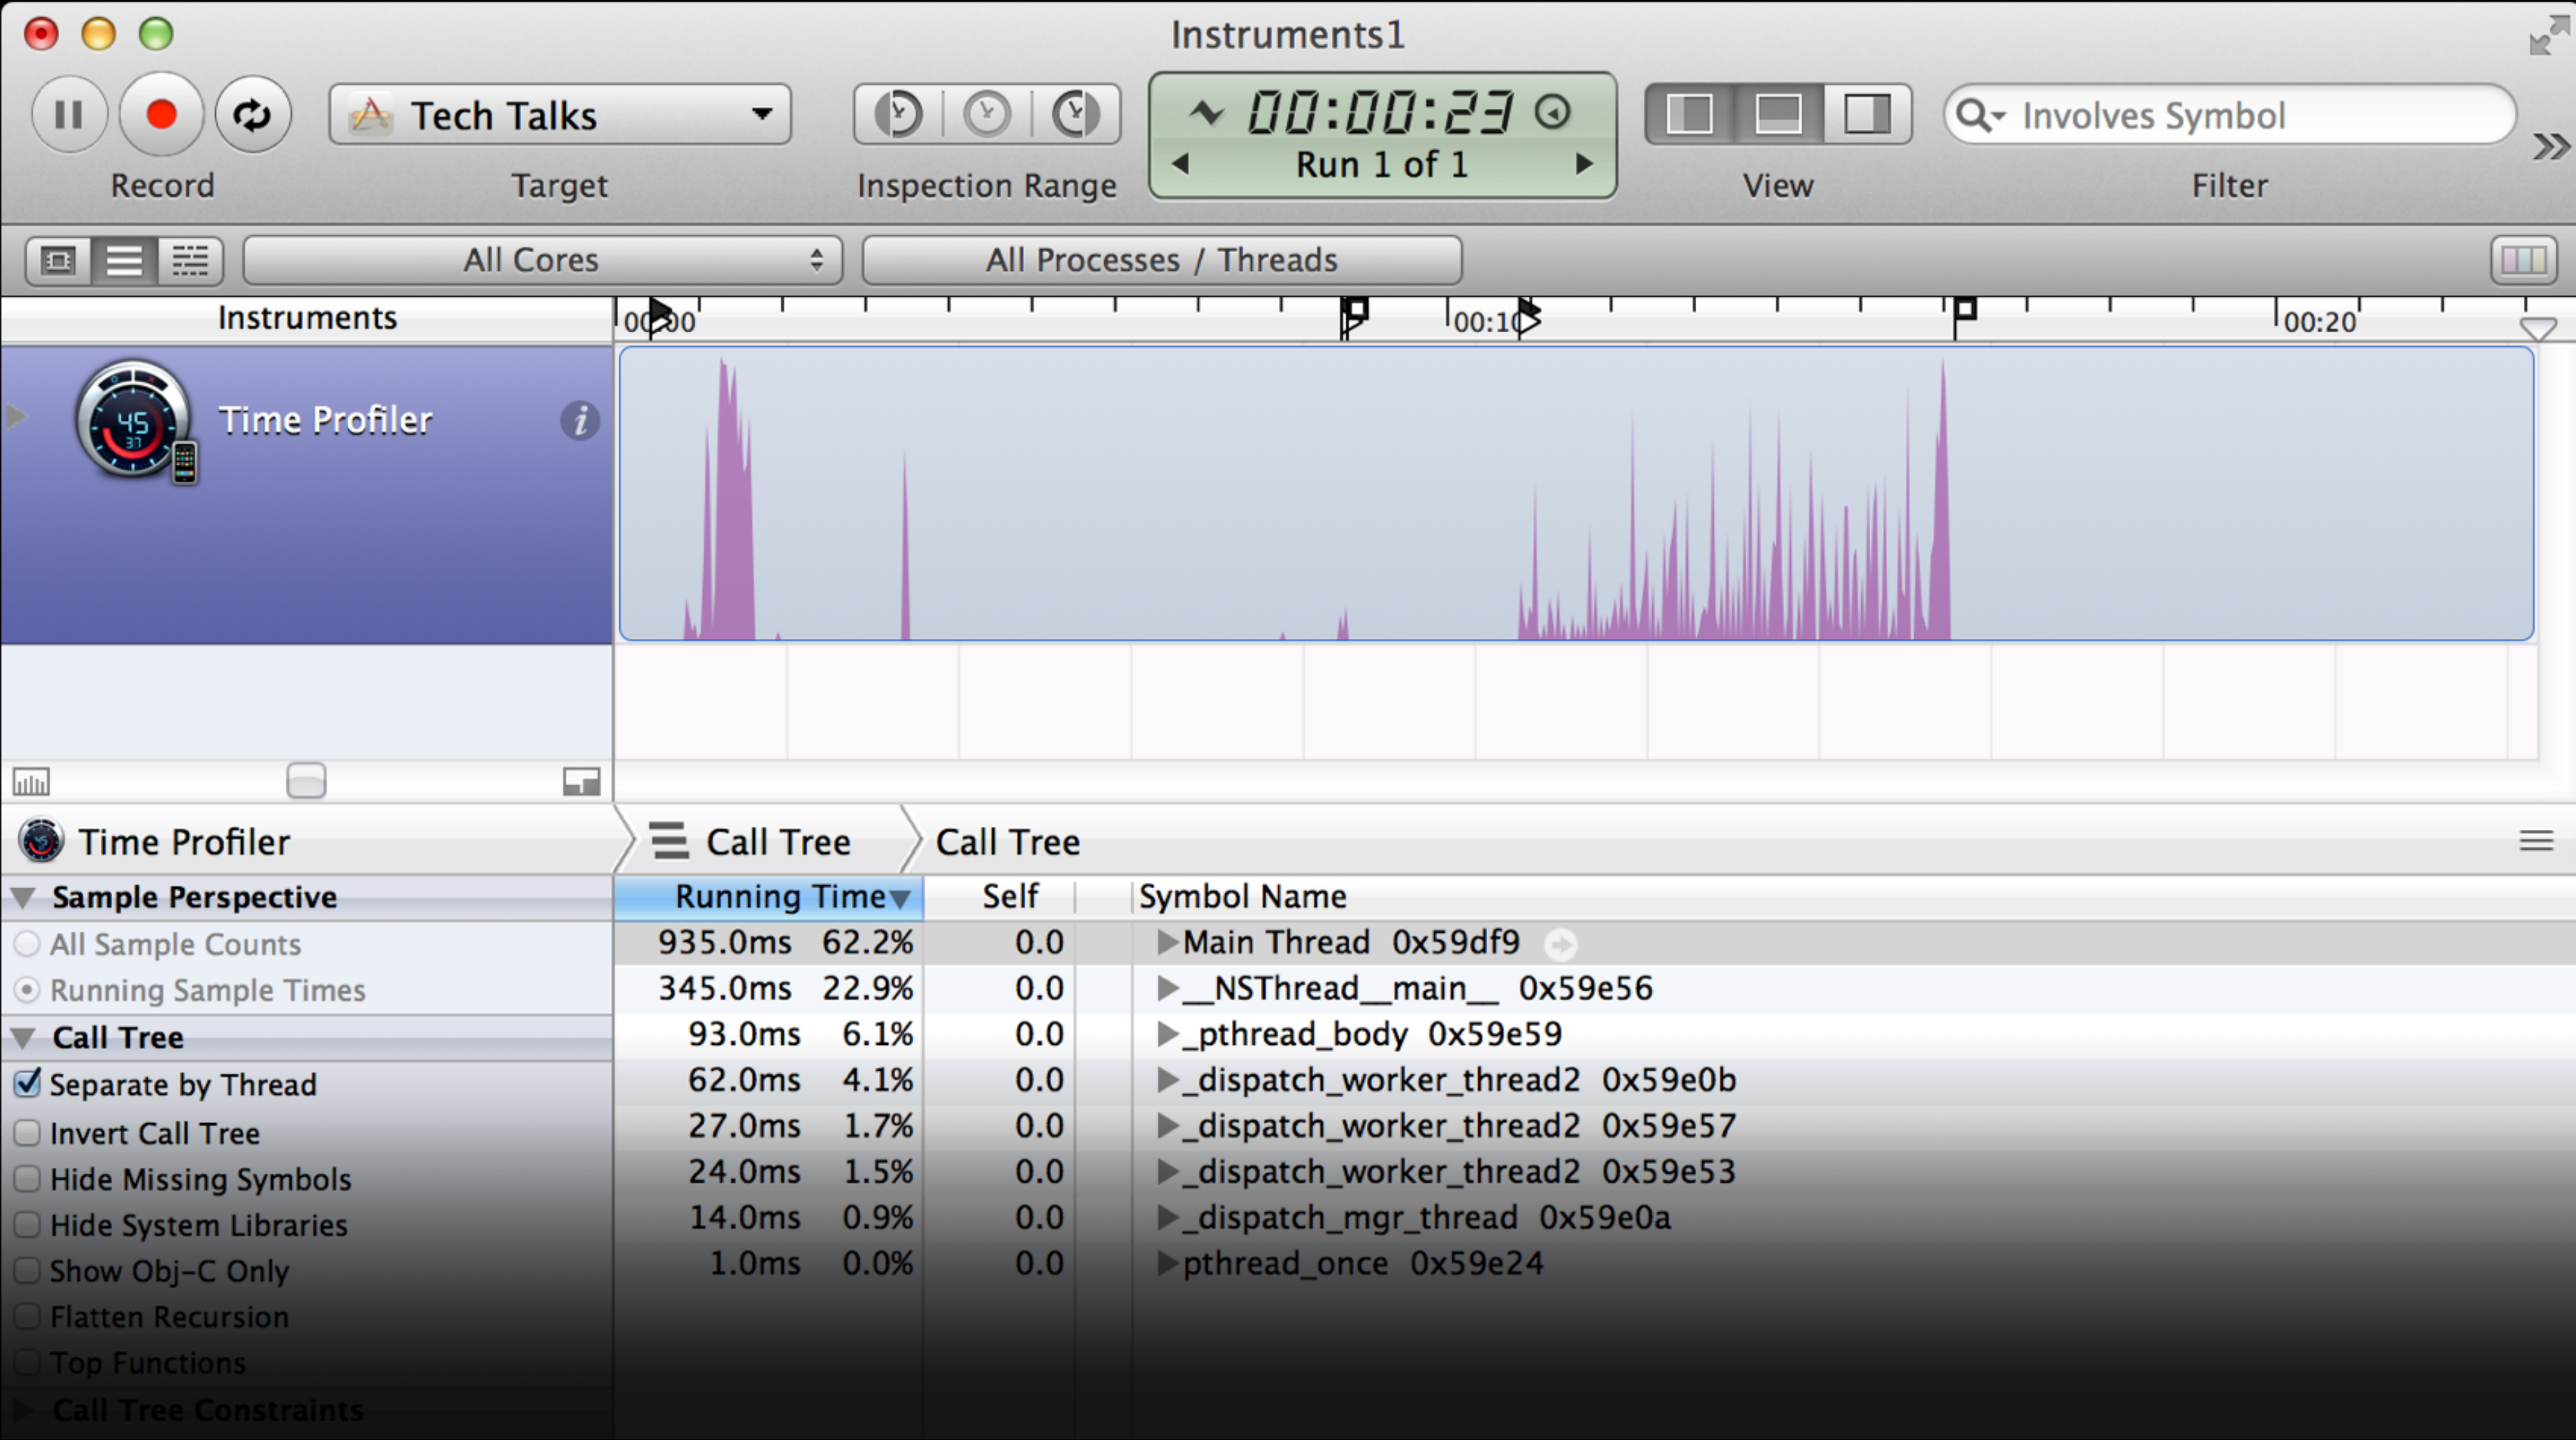 Instruments1
Tech Talks
00:00:23
Run 1 of 1
Involves Symbol
Record
Target
Inspection Range
View
Filter
All Cores
All Processes / Threads
Instruments
00:10
00:20
45
37
Time Profiler
Time Profiler
Call Tree
Call Tree
Sample Perspective
Running Time
Self
Symbol Name
All Sample Counts
935.0ms 62.2% 0.0 Main Thread 0x59df9
Running Sample Times
345.0ms 22.9% 0.0 __NSThread__main__ 0x59e56
Call Tree
93.0ms 6.1% 0.0 _pthread_body 0x59e59
Separate by Thread
62.0ms 4.1% 0.0 _dispatch_worker_thread2 0x59e0b
Invert Call Tree
27.0ms 1.7% 0.0 _dispatch_worker_thread2 0x59e57
Hide Missing Symbols
24.0ms 1.5% 0.0 _dispatch_worker_thread2 0x59e53
Hide System Libraries
14.0ms 0.9% 0.0 _dispatch_mgr_thread 0x59e0a
Show Obj-C Only
1.0ms 0.0% 0.0 pthread_once 0x59e24
Flatten Recursion
Top Functions
Call Tree Constraints